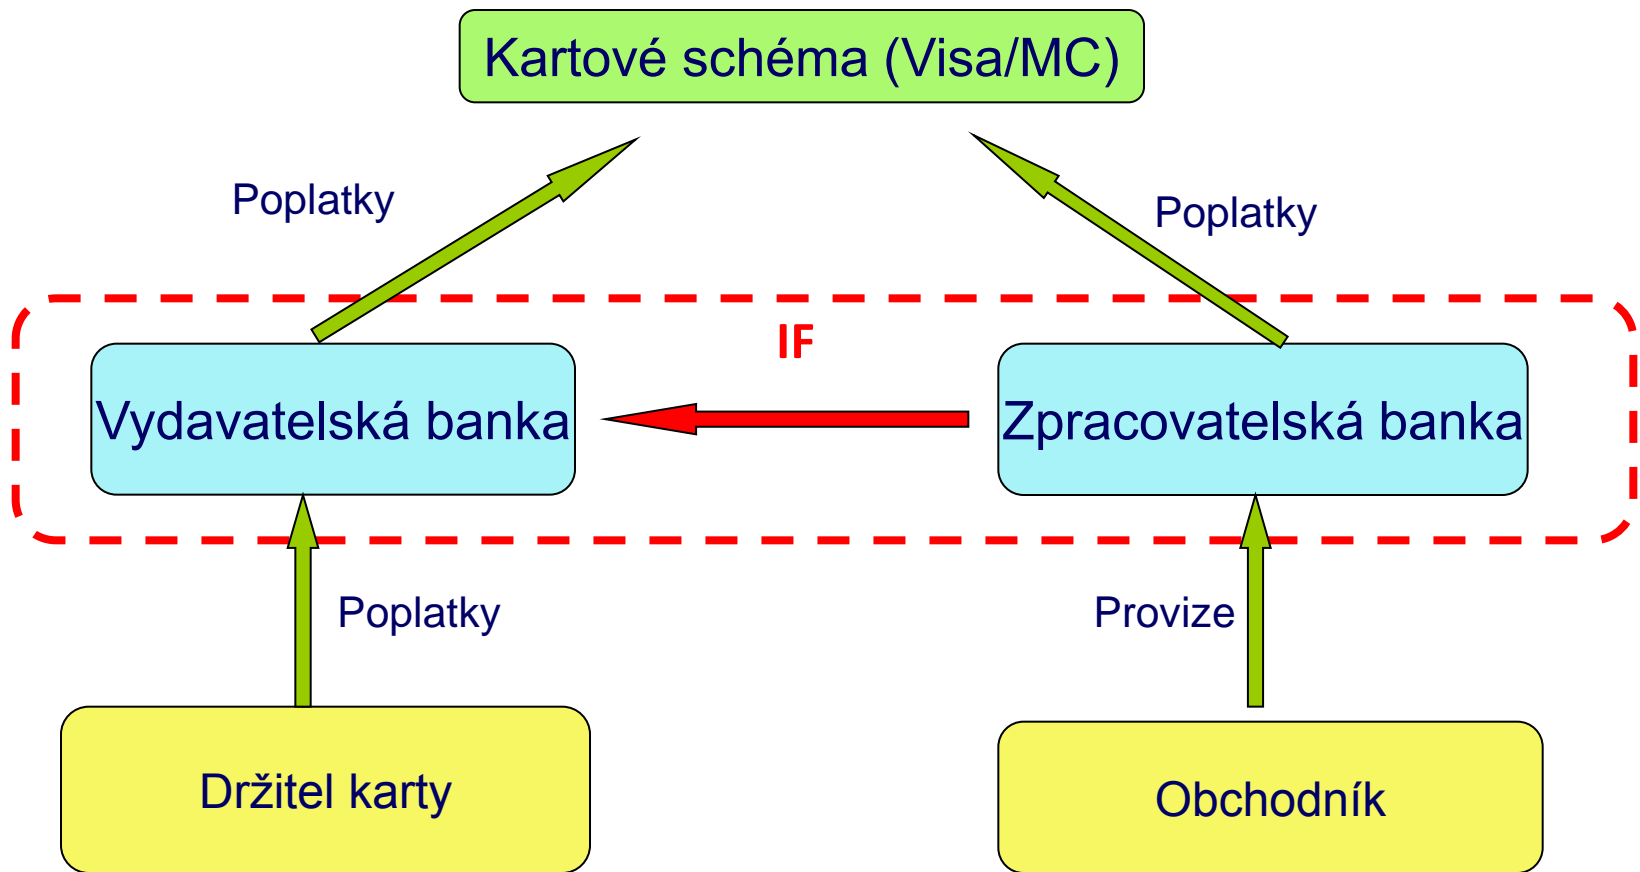 Kartové schéma (Visa/MC)
Poplatky
Poplatky
IF
Vydavatelská banka
Zpracovatelská banka
Poplatky
Provize
Držitel karty
Obchodník